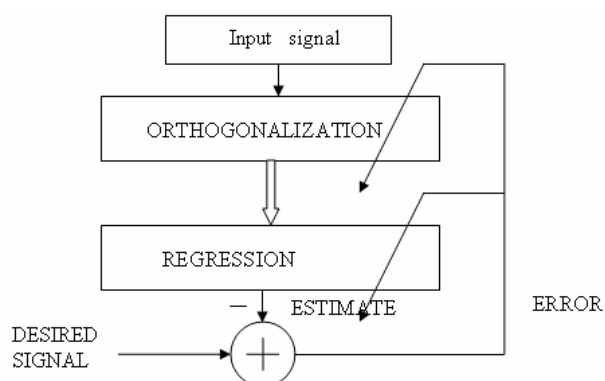 Input signal
ORTHOGONALIZATION
REGRESSION
− ESTIMATE
ERROR
DESIRED
SIGNAL
+